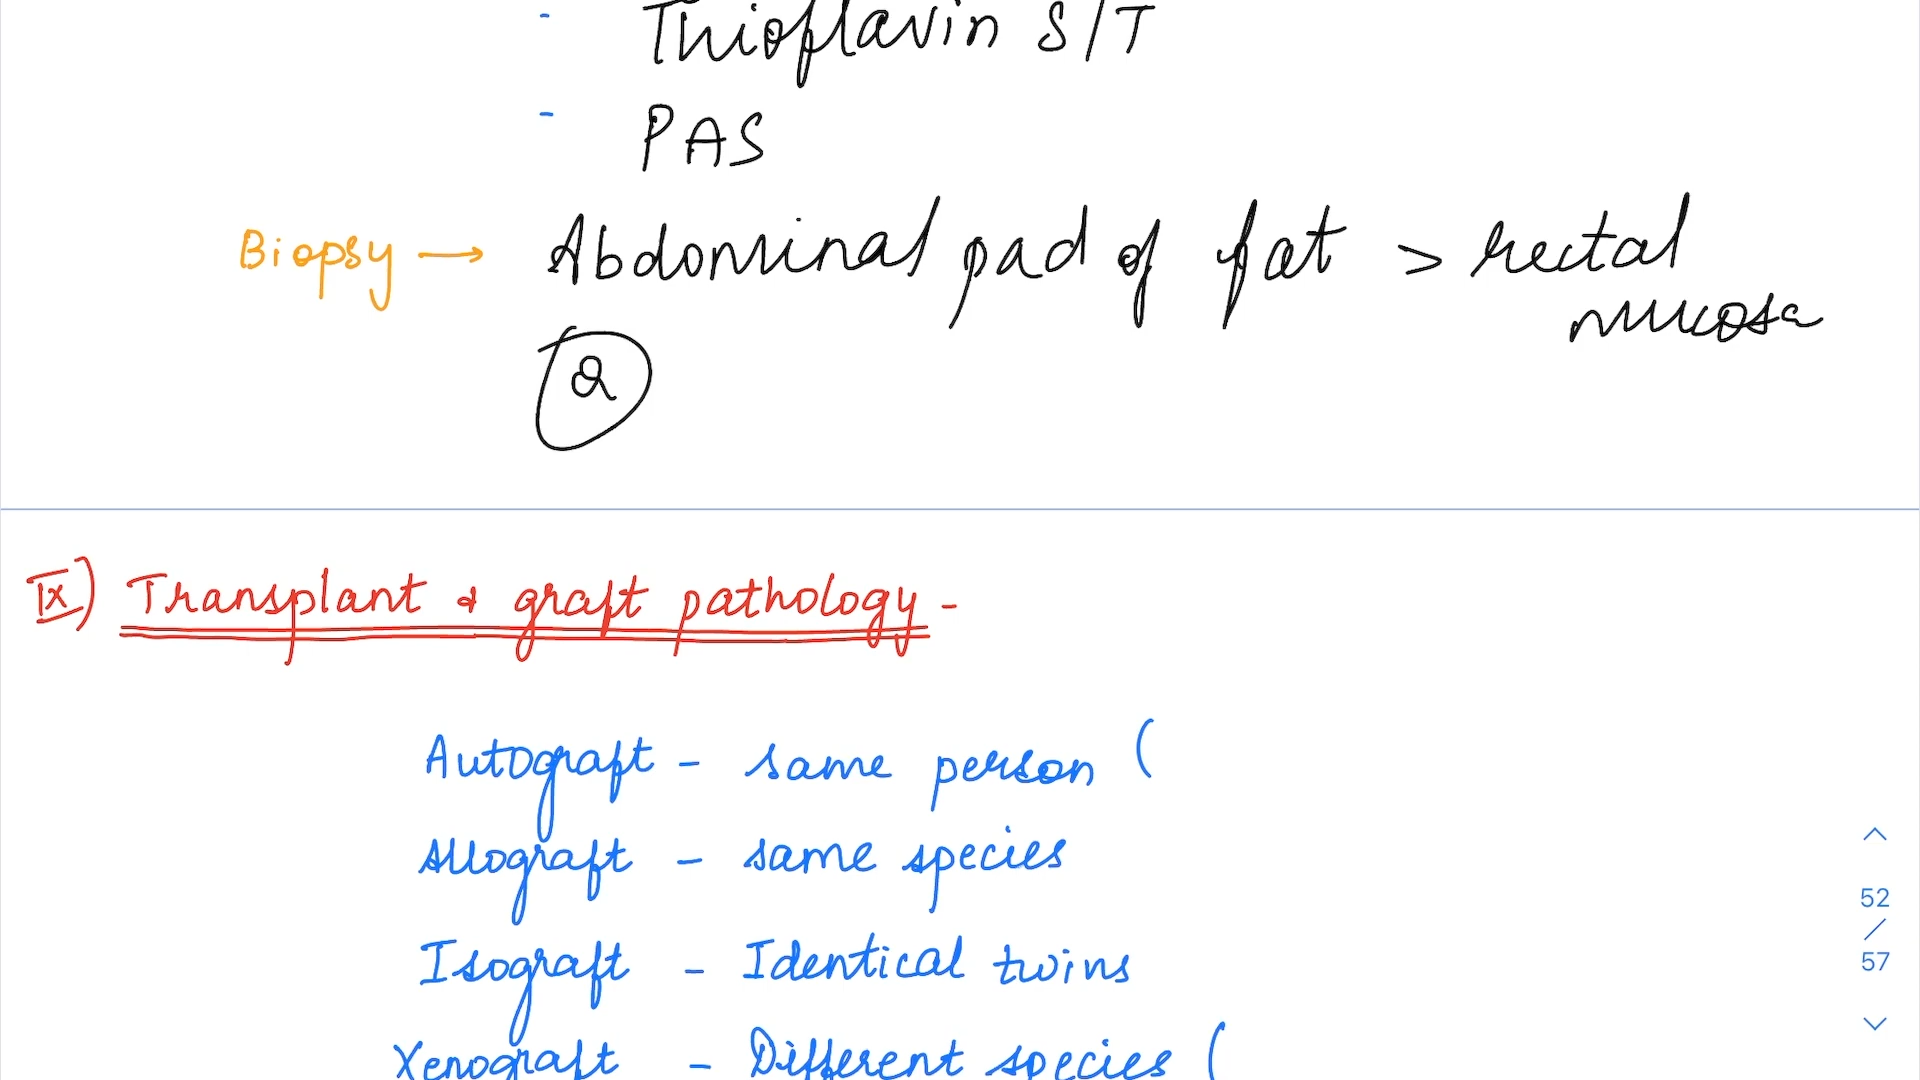 - Thioflavin S/T
- PAS
Biopsy → Abdominal pad of fat > rectal
mucosa
Q
IX) Transplant & graft pathology -
Autograft - same person (
Allograft - same species
Isograft - Identical twins
Xenograft - Different species (
52
/
57